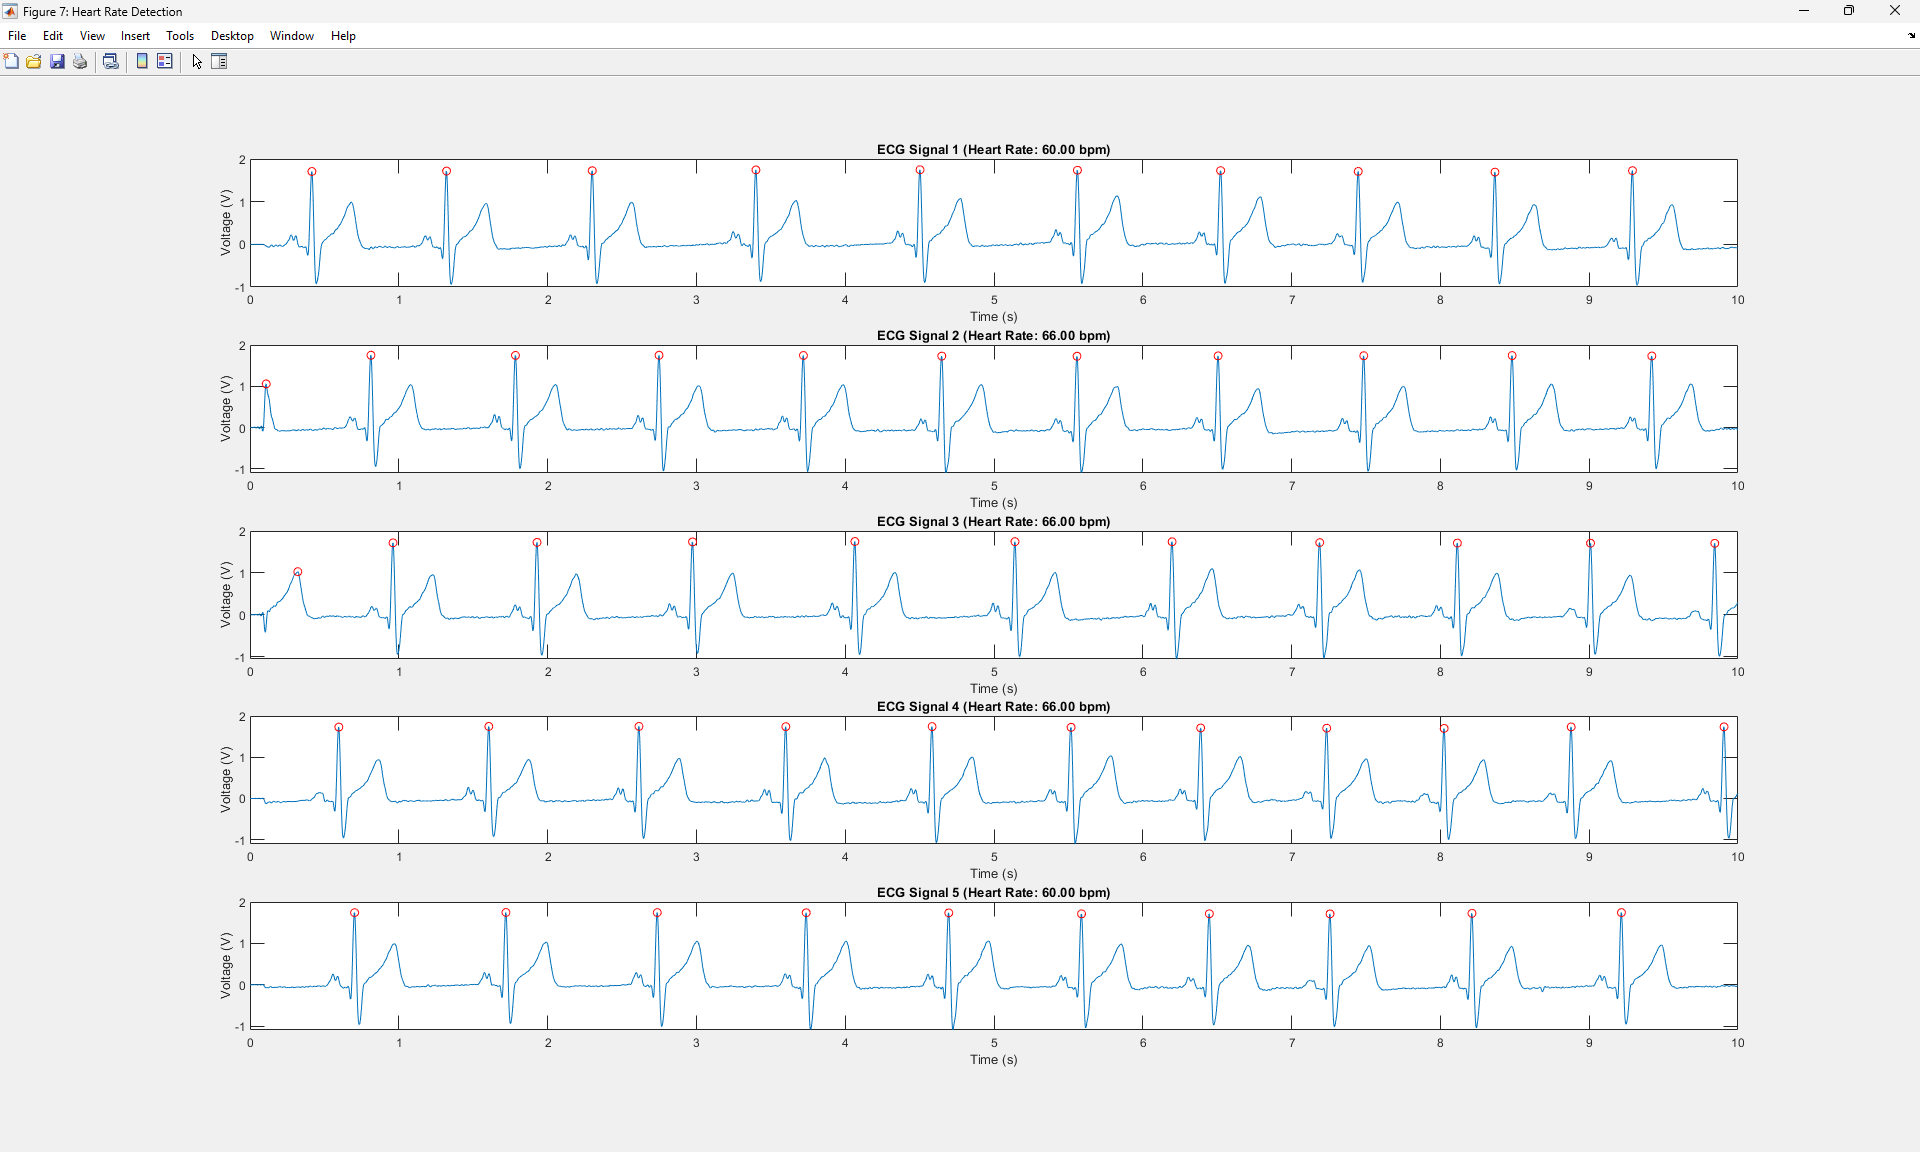 Figure 7: Heart Rate Detection
File Edit View Insert Tools Desktop Window Help
ECG Signal 1 (Heart Rate: 60.00 bpm)
Voltage (V)
2
1
0
-1
0 1 2 3 4 5 6 7 8 9 10
Time (s)
ECG Signal 2 (Heart Rate: 66.00 bpm)
Voltage (V)
2
1
0
-1
0 1 2 3 4 5 6 7 8 9 10
Time (s)
ECG Signal 3 (Heart Rate: 66.00 bpm)
Voltage (V)
2
1
0
-1
0 1 2 3 4 5 6 7 8 9 10
Time (s)
ECG Signal 4 (Heart Rate: 66.00 bpm)
Voltage (V)
2
1
0
-1
0 1 2 3 4 5 6 7 8 9 10
Time (s)
ECG Signal 5 (Heart Rate: 60.00 bpm)
Voltage (V)
2
1
0
-1
0 1 2 3 4 5 6 7 8 9 10
Time (s)